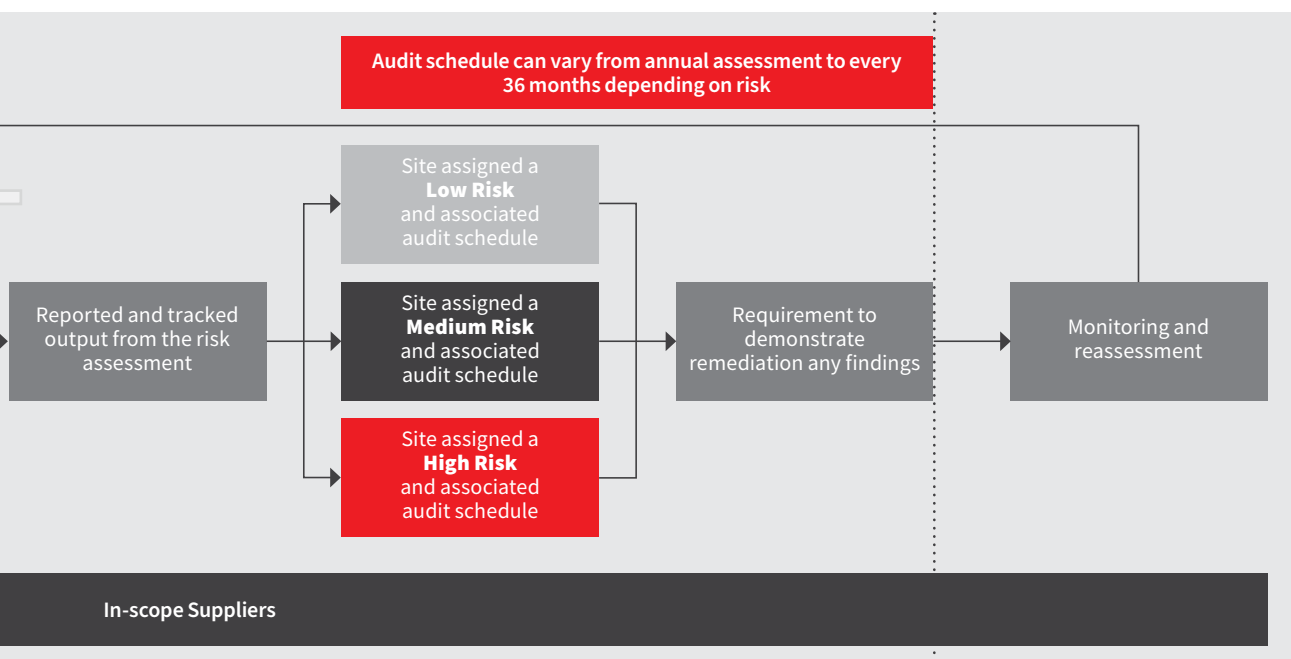 Audit schedule can vary from annual assessment to every
36 months depending on risk
Site assigned a
Low Risk
and associated
audit schedule
Reported and tracked
output from the risk
assessment
Site assigned a
Medium Risk
and associated
audit schedule
Site assigned a
High Risk
and associated
audit schedule
Requirement to
demonstrate
remediation any findings
Monitoring and
reassessment
In-scope Suppliers